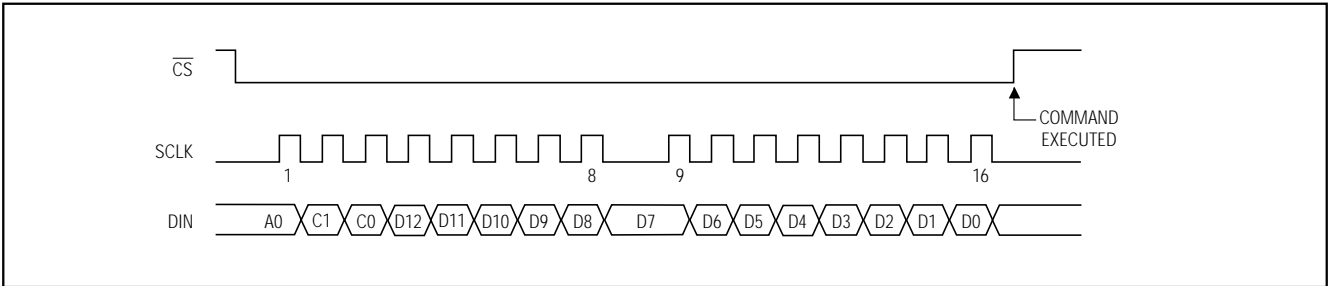 CS
COMMAND
EXECUTED
SCLK
1 8 9 16
DIN A0 C1 C0 D12 D11 D10 D9 D8 D7 D6 D5 D4 D3 D2 D1 D0